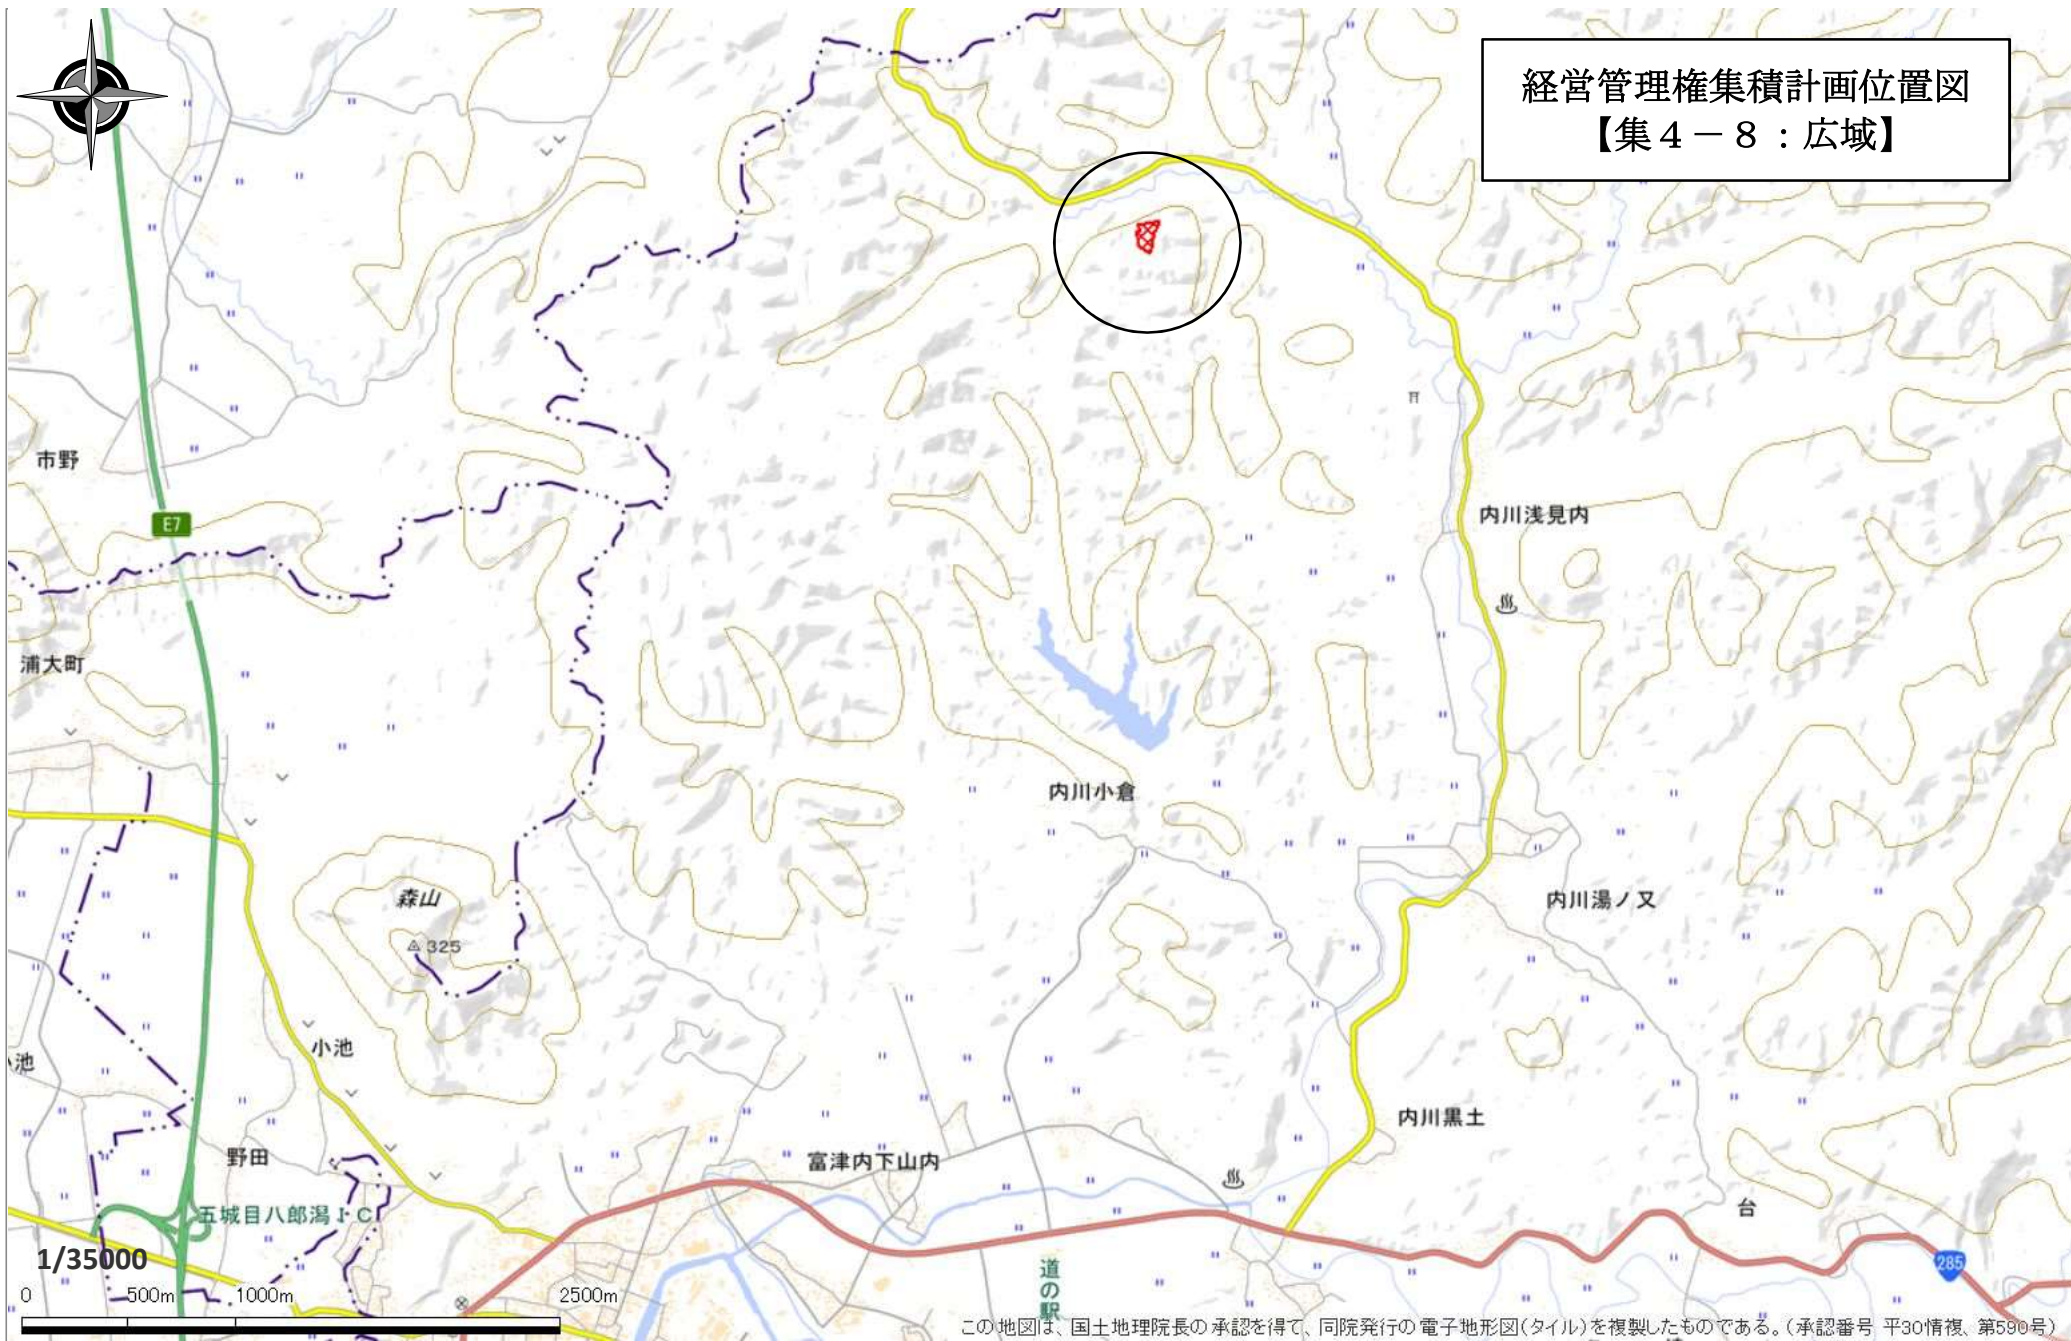 経営管理権集積計画位置図
【集４－８：広域】
市野
E7
内川浅見内
浦大町
内川小倉
内川湯ノ又
森山
325
小池
池
内川黒土
野田
富津内下山内
台
五城目八郎潟ＩＣ
285
1/35000
道の駅
0 500m 1000m 2500m
この地図は、国土地理院長の承認を得て、同院発行の電子地形図(タイル)を複製したものである。(承認番号 平30情複、第590号)